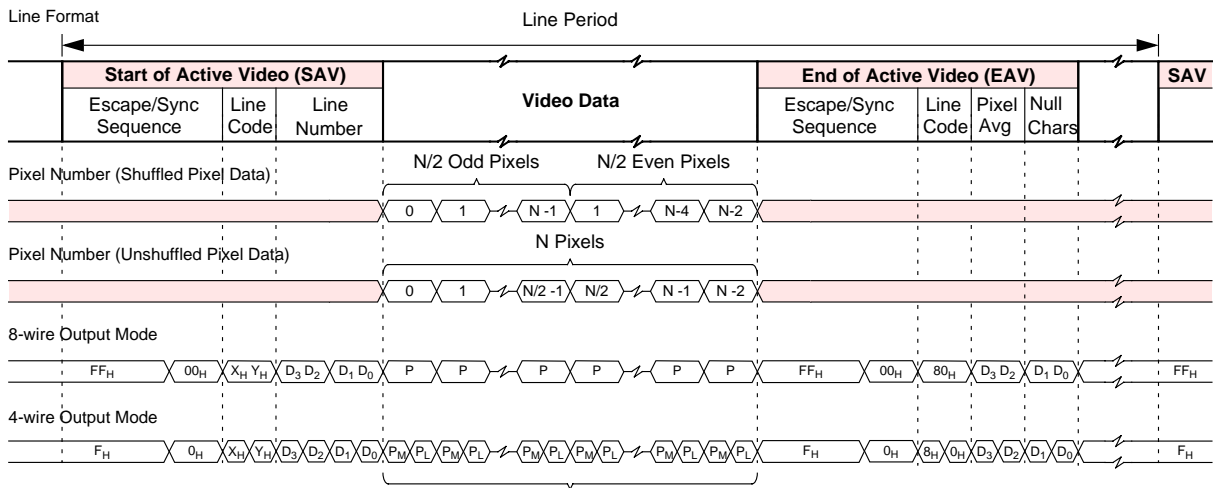 Line Format
Line Period
Start of Active Video (SAV)
Video Data
End of Active Video (EAV)
SAV
Escape/Sync Sequence
Line Code
Line Number
Escape/Sync Sequence
Line Code
Pixel Avg
Null Chars
N/2 Odd Pixels
N/2 Even Pixels
Pixel Number (Shuffled Pixel Data)
0 1 N -1 1 N-4 N-2
N Pixels
Pixel Number (Unshuffled Pixel Data)
0 1 N/2 -1 N/2 N -1 N -2
8-wire Output Mode
FFH 00H XH YH D3 D2 D1 D0 P P P P P P FFH 00H 80H D3 D2 D1 D0 FFH
4-wire Output Mode
FH 0H XH YH D3 D2 D1 D0 PM PL PM PL PM PL PM PL PM PL PM PL FH 0H 8H 0H D3 D2 D1 D0 FH